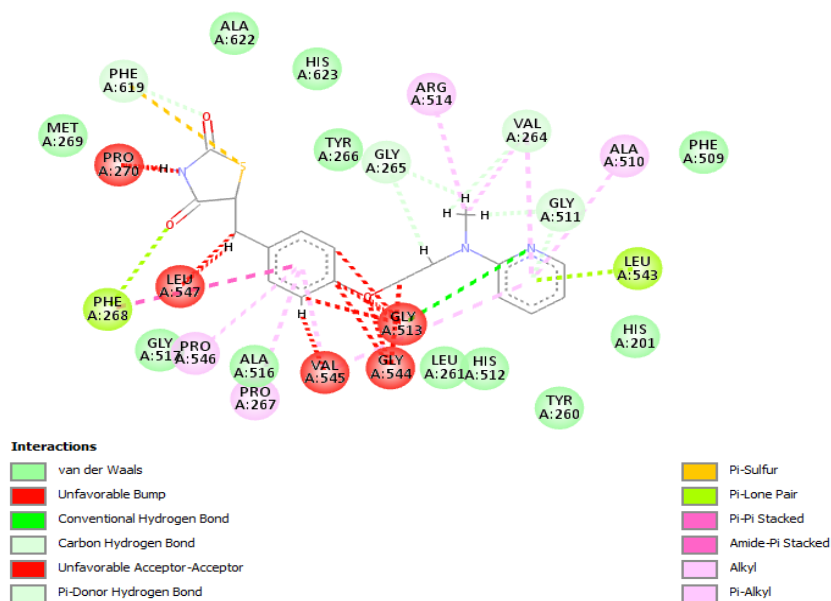 ALA
A:622
HIS
A:623
PHE
A:619
ARG
A:514
VAL
A:264
MET
A:269
TYR
A:266
GLY
A:265
ALA
A:510
PHE
A:509
PRO
A:270
O
H
N
S
O
H
H
H
H
H
N
N
GLY
A:511
LEU
A:543
LEU
A:547
PHE
A:268
H
O
GLY
A:513
GLY
A:517
PRO
A:546
ALA
A:516
PRO
A:267
VAL
A:545
GLY
A:544
LEU
A:261
HIS
A:512
HIS
A:201
TYR
A:260
Interactions
van der Waals
Unfavorable Bump
Conventional Hydrogen Bond
Carbon Hydrogen Bond
Unfavorable Acceptor-Acceptor
Pi-Donor Hydrogen Bond
Pi-Sulfur
Pi-Lone Pair
Pi-Pi Stacked
Amide-Pi Stacked
Alkyl
Pi-Alkyl